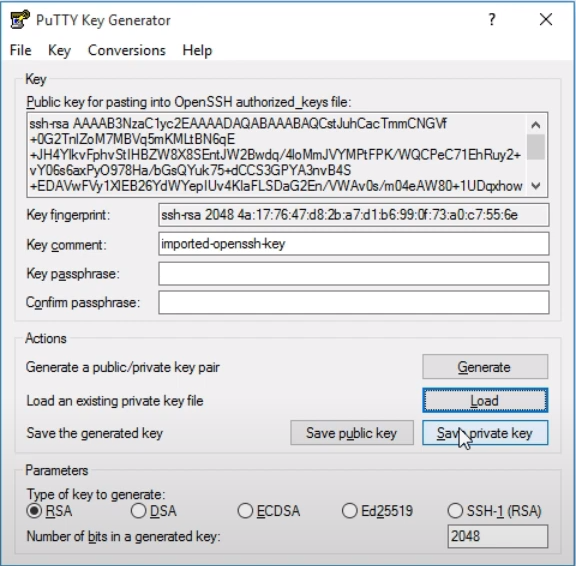 PuTTY Key Generator
File Key Conversions Help
Key
Public key for pasting into OpenSSH authorized_keys file:
ssh-rsa AAAAB3NzaC1yc2EAAAADAQABAAABAQCstJuhCacTmmCNGVf
+0G2TnlZoM7MBVq5mKMLtBN6qE
+JH4YlkvFphvStIHBZW8X8SEntJW2Bwdq/4loMmJVYMPtFPK/WQCPeC71EhRuy2+
vY06s6axPyO978Ha/bGsQYuk75+dCCS3GPYA3nvB4S
+EDAVwFVy1XlEB26YdWYepIUv4KlaFLSDaG2En/VWAv0s/m04eAW80+1UDqxhow
Key fingerprint: ssh-rsa 2048 4a:17:76:47:d8:2b:a7:d1:b6:99:0f:73:a0:c7:55:6e
Key comment: imported-openssh-key
Key passphrase:
Confirm passphrase:
Actions
Generate a public/private key pair Generate
Load an existing private key file Load
Save the generated key Save public key Save private key
Parameters
Type of key to generate:
RSA DSA ECDSA Ed25519 SSH-1 (RSA)
Number of bits in a generated key: 2048